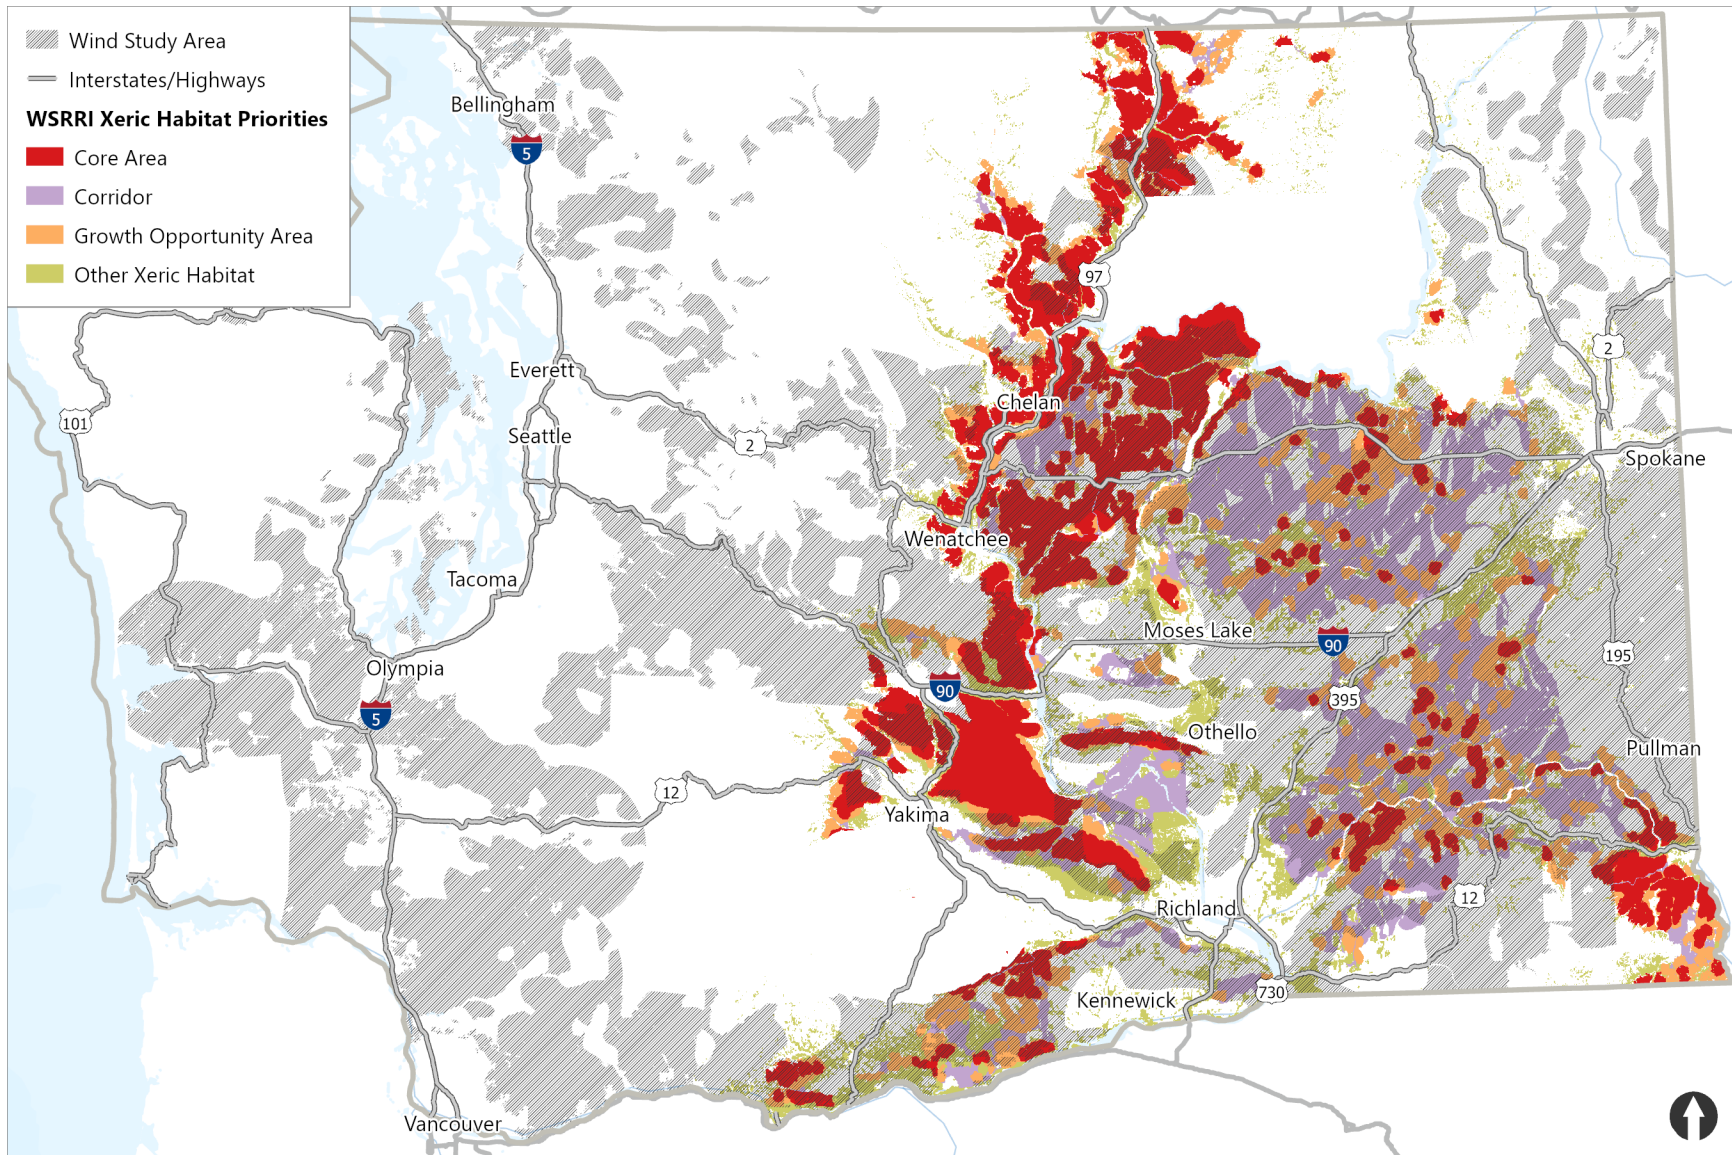 Wind Study Area
Interstates/Highways
WSRRI Xeric Habitat Priorities
Core Area
Corridor
Growth Opportunity Area
Other Xeric Habitat
Bellingham
5
97
2
Everett
Chelan
101
Seattle
2
Spokane
Wenatchee
Tacoma
Moses Lake
90
195
Olympia
90
395
5
Othello
Pullman
12
Yakima
12
Richland
730
Kennewick
Vancouver